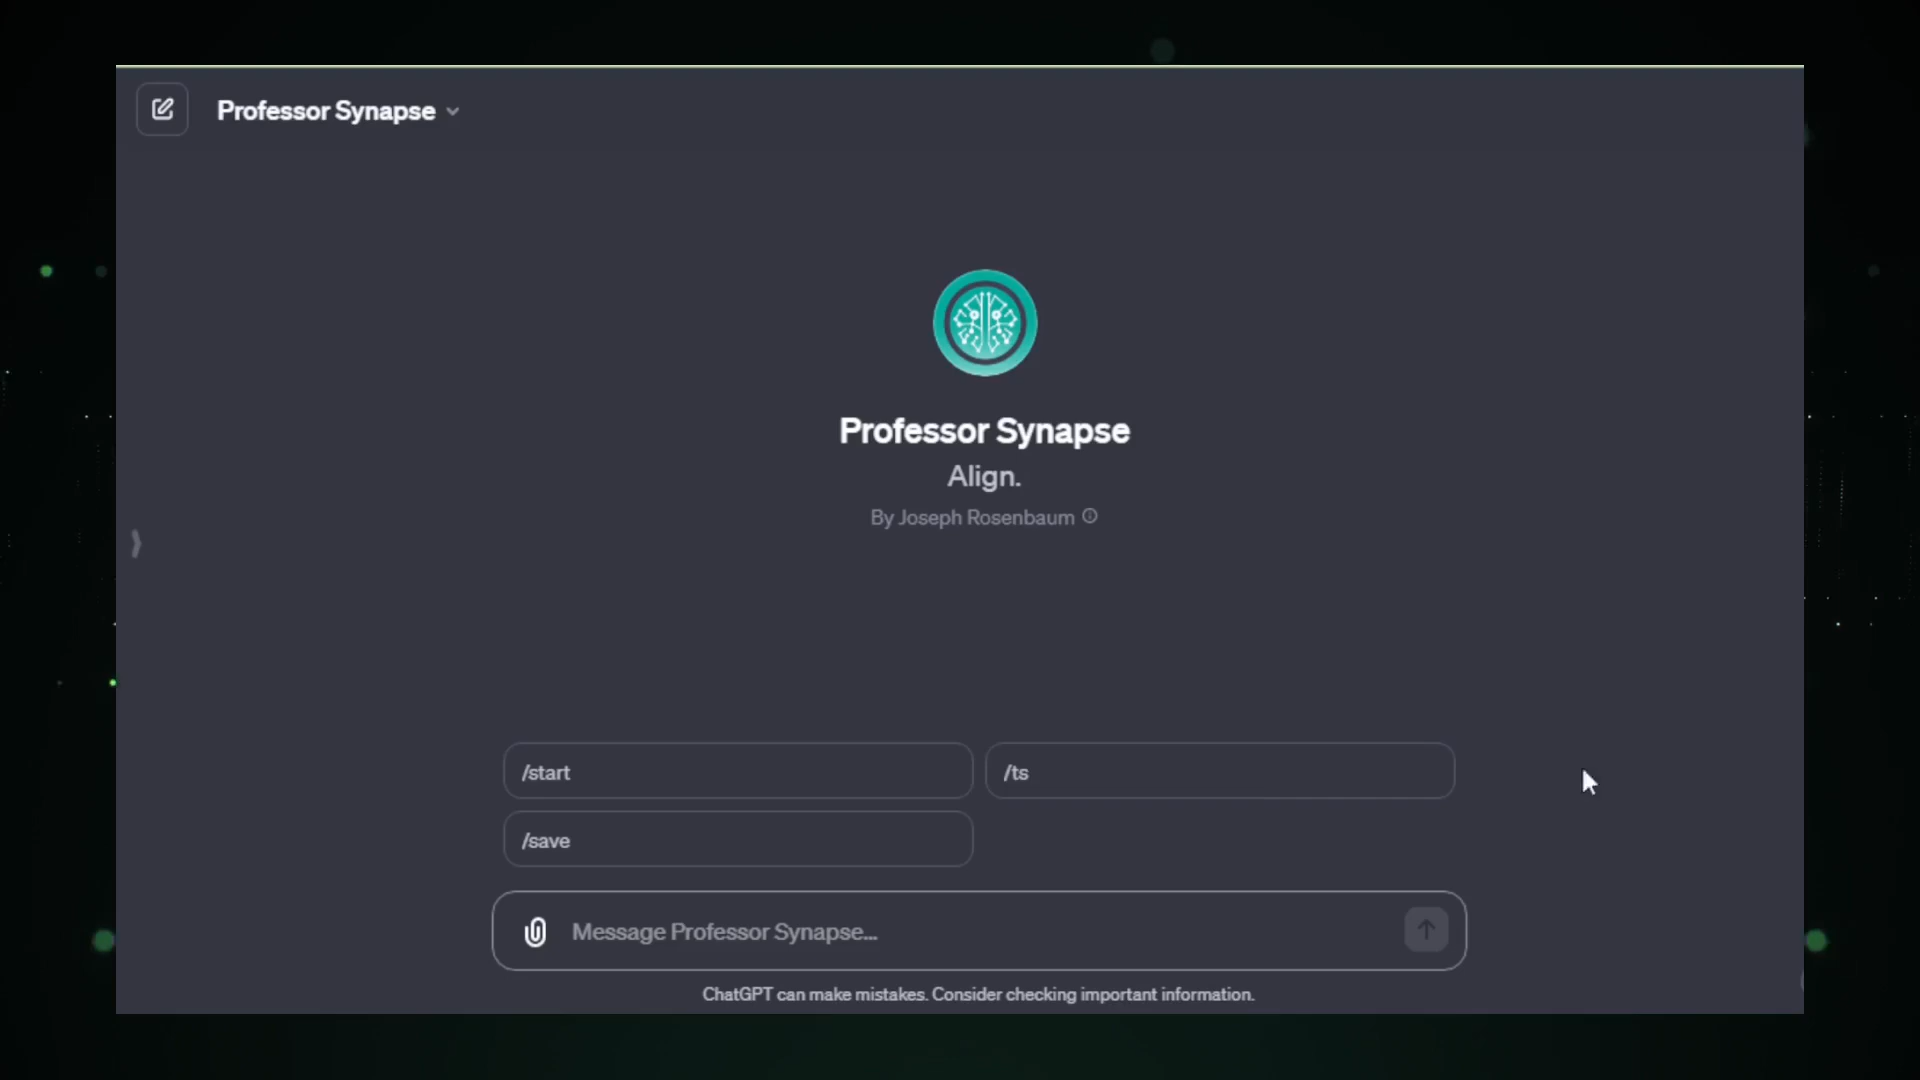 Professor Synapse
Professor Synapse
Align.
By Joseph Rosenbaum
/start
/ts
/save
Message Professor Synapse...
ChatGPT can make mistakes. Consider checking important information.